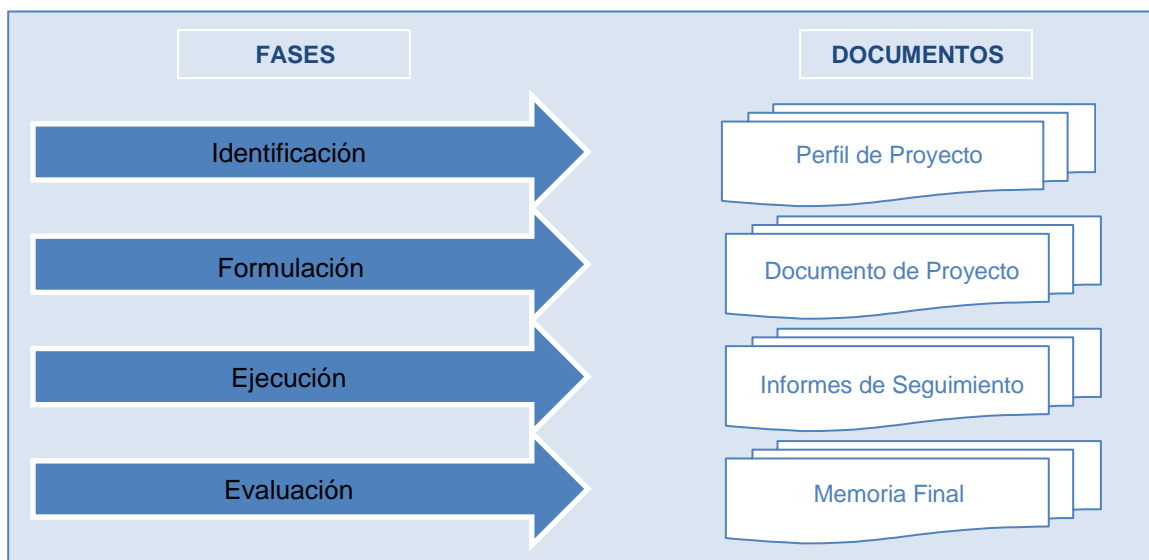 FASES
DOCUMENTOS
Identificación
Perfil de Proyecto
Formulación
Documento de Proyecto
Ejecución
Informes de Seguimiento
Evaluación
Memoria Final